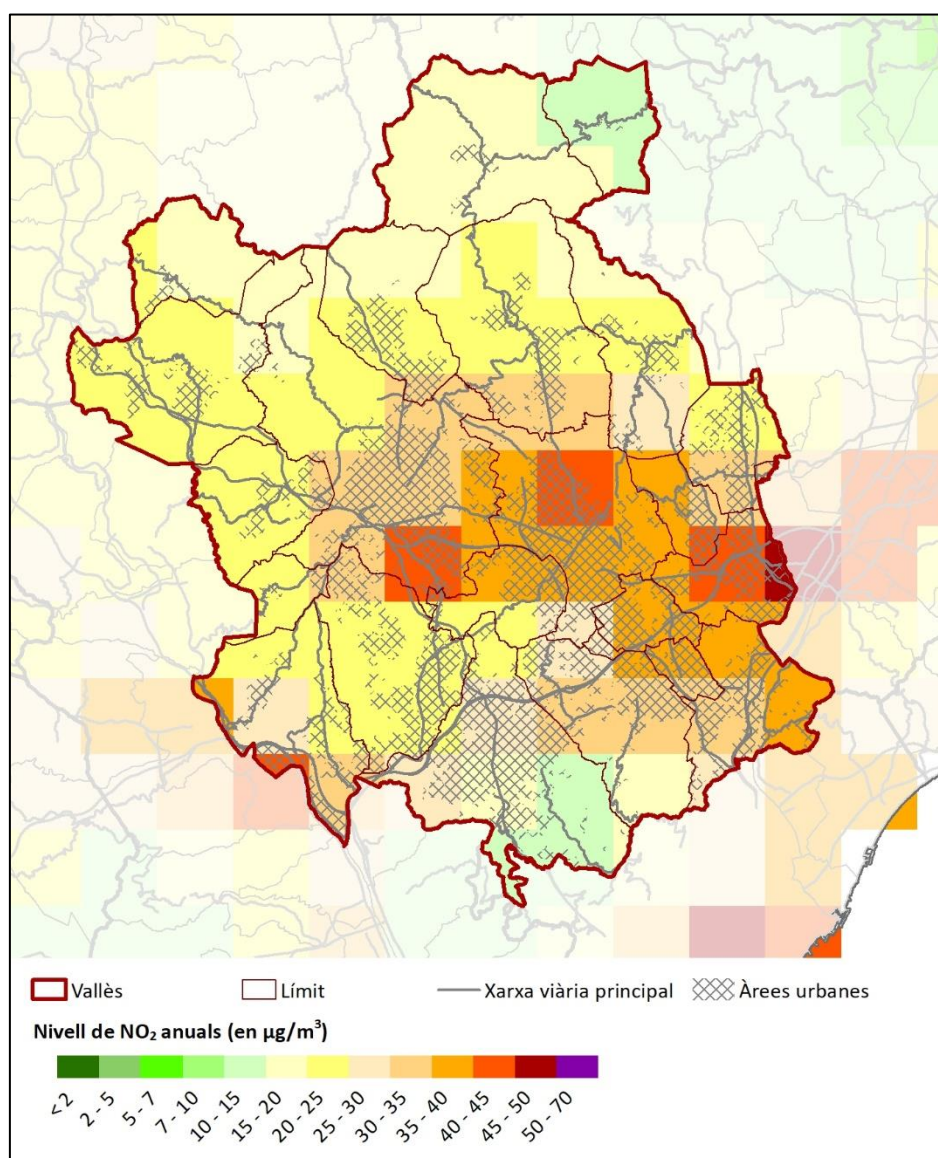 Vallès Límit Xarxa viària principal Àrees urbanes
Nivell de NO₂ anuals (en µg/m³)
< 2 2 - 5 5 - 7 7 - 10 10 - 15 15 - 20 20 - 25 25 - 30 30 - 35 35 - 40 40 - 45 45 - 50 50 - 70